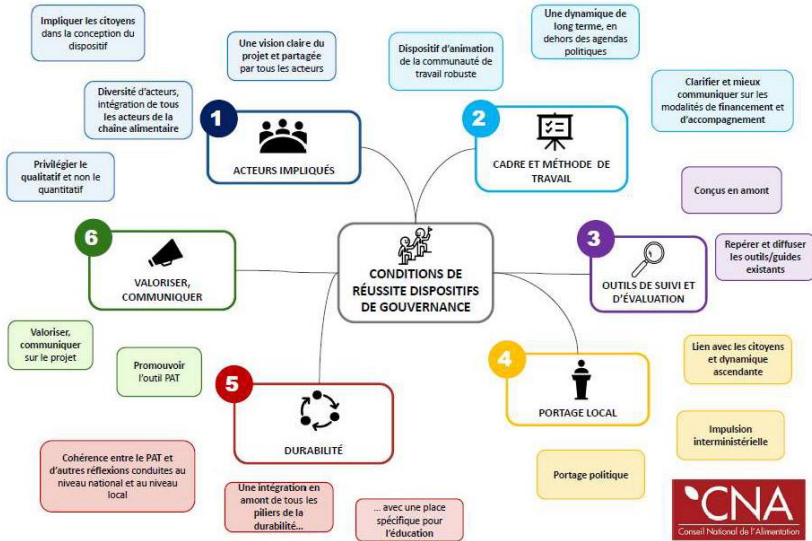 Impliquer les citoyens
dans la conception du
dispositif
Une vision claire du
projet et partagée
par tous les acteurs
Diversité d'acteurs,
intégration de tous
les acteurs de la
chaine alimentaire
Privilégier le
qualitatif et non le
quantitatif
1
ACTEURS IMPLIQUÉS
Dispositif d'animation
de la communauté de
travail robuste
Une dynamique de
long terme, en
dehors des agendas
politiques
Clarifier et mieux
communiquer sur les
modalités de financement et
d'accompagnement
2
CADRE ET MÉTHODE DE
TRAVAIL
Conçus en amont
Repérer et diffuser
les outils/guides
existants
3
OUTILS DE SUIVI ET
D'ÉVALUATION
CONDITIONS DE
RÉUSSITE DISPOSITIFS
DE GOUVERNANCE
6
VALORISER,
COMMUNIQUER
Valoriser,
communiquer
sur le projet
Promouvoir
l'outil PAT
5
DURABILITÉ
Cohérence entre le PAT et
d'autres réflexions conduites au
niveau national et au niveau
local
Une intégration en
amont de tous les
piliers de la
durabilité...
... avec une place
spécifique pour
l'éducation
4
PORTAGE LOCAL
Lien avec les citoyens
et dynamique
ascendante
Impulsion
interministérielle
Portage politique
CNA
Conseil National de l'Alimentation